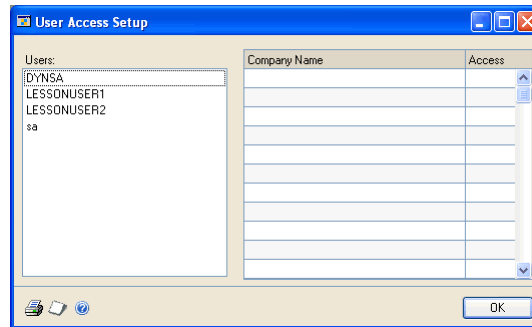 User Access Setup
Users:
DYNSA
LESSONUSER1
LESSONUSER2
sa
Company Name Access
OK